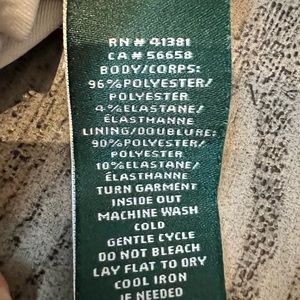 RN # 41381
CA # 56658
BODY/CORPS:
96%POLYESTER/
POLYESTER
4%ELASTANE/
ÉLASTHANNE
LINING/DOUBLURE:
90%POLYESTER/
POLYESTER
10%ELASTANE/
ÉLASTHANNE
TURN GARMENT
INSIDE OUT
MACHINE WASH
COLD
GENTLE CYCLE
DO NOT BLEACH
LAY FLAT TO DRY
COOL IRON
IF NEEDED